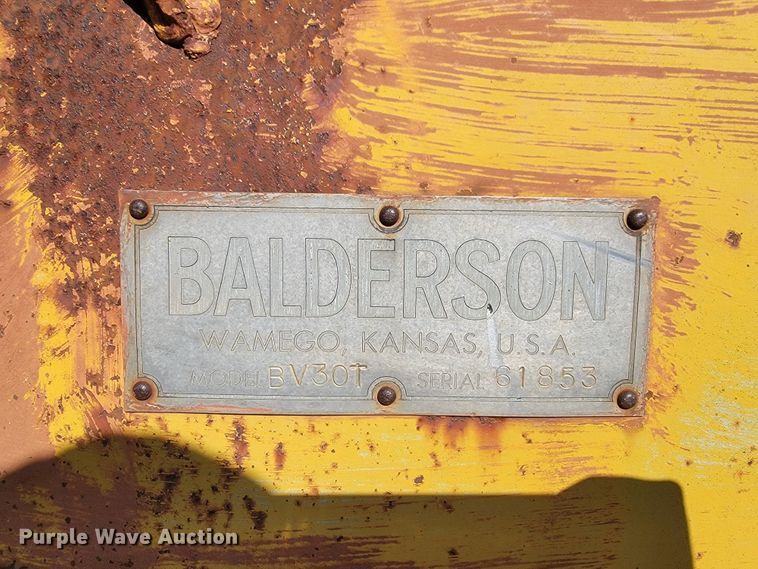 BALDERSON
WAMEGO, KANSAS, U.S.A.
MODEL BV30T SERIAL 61853
Purple Wave Auction®